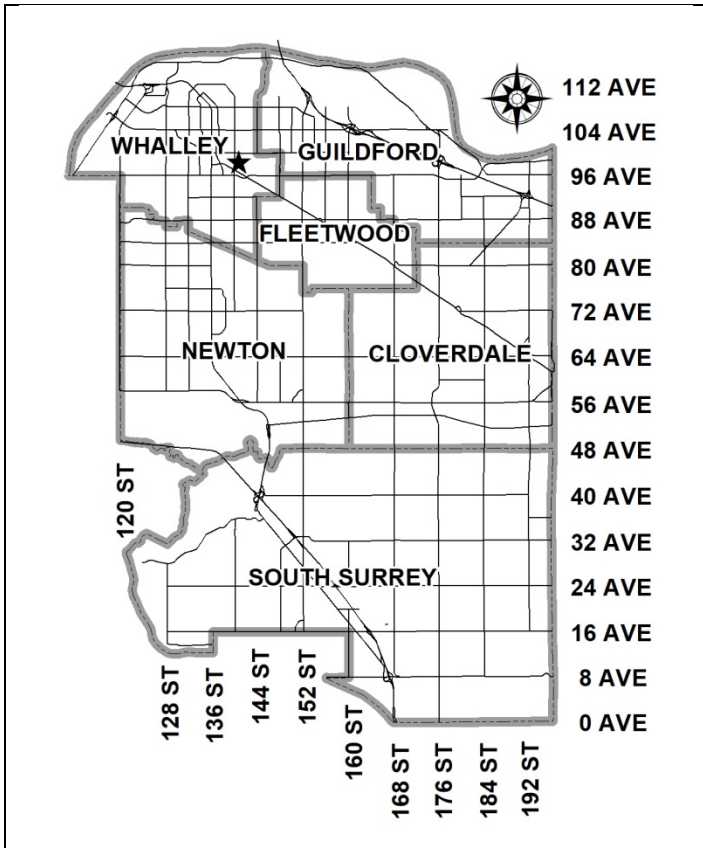 112 AVE
104 AVE
WHALLEY
GUILDFORD
96 AVE
88 AVE
FLEETWOOD
80 AVE
72 AVE
NEWTON
CLOVERDALE
64 AVE
56 AVE
48 AVE
120 ST
40 AVE
32 AVE
SOUTH SURREY
24 AVE
16 AVE
128 ST
136 ST
144 ST
152 ST
160 ST
8 AVE
0 AVE
168 ST
176 ST
184 ST
192 ST